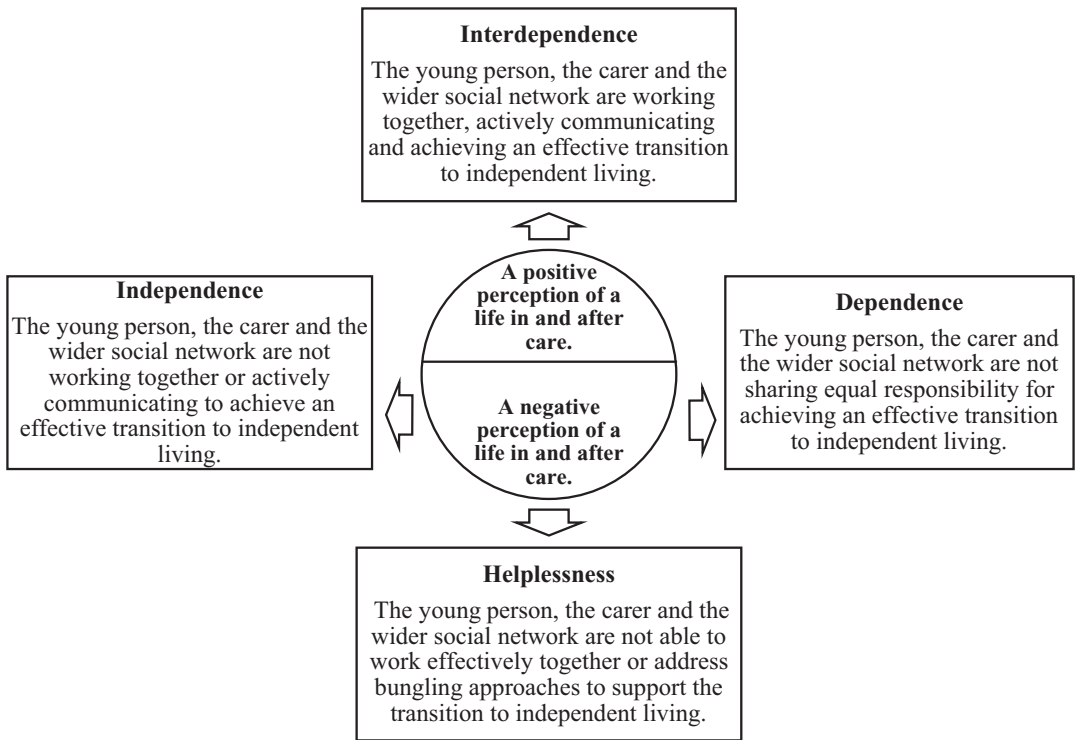 Interdependence
The young person, the carer and the
wider social network are working
together, actively communicating
and achieving an effective transition
to independent living.
Independence
The young person, the carer and the
wider social network are not
working together or actively
communicating to achieve an
effective transition to independent
living.
A positive
perception of a
life in and after
care.
A negative
perception of a
life in and after
care.
Dependence
The young person, the carer and
the wider social network are not
sharing equal responsibility for
achieving an effective transition
to independent living.
Helplessness
The young person, the carer and the
wider social network are not able to
work effectively together or address
bungling approaches to support the
transition to independent living.